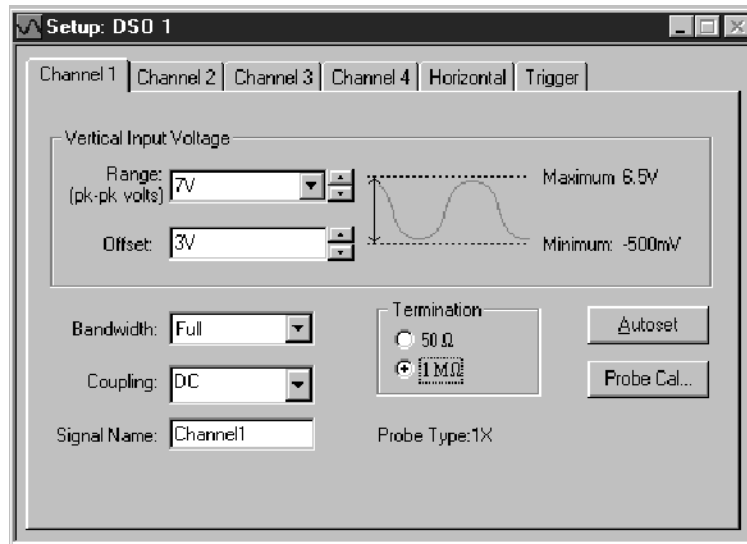 Setup: DSO 1
Channel 1 Channel 2 Channel 3 Channel 4 Horizontal Trigger
Vertical Input Voltage
Range:
(pk-pk volts)
7V
Maximum 6.5V
Offset:
3V
Minimum: -500mV
Bandwidth:
Full
Termination
50 Ω
1 MΩ
Autoset
Coupling:
DC
Probe Cal...
Signal Name:
Channel1
Probe Type:1X